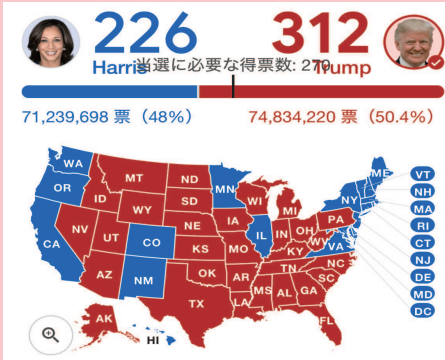 226
312
Harris
当選に必要な得票数: 270
Trump
71,239,698 票（48%）
74,834,220 票（50.4%）
WA
OR
CA
NV
ID
MT
WY
UT
AZ
CO
NM
ND
SD
NE
KS
OK
TX
MN
IA
MO
AR
LA
WI
IL
MI
IN
OH
KY
TN
MS
AL
GA
FL
SC
NC
VA
WV
PA
NY
ME
VT
NH
MA
RI
CT
NJ
DE
MD
DC
AK
HI